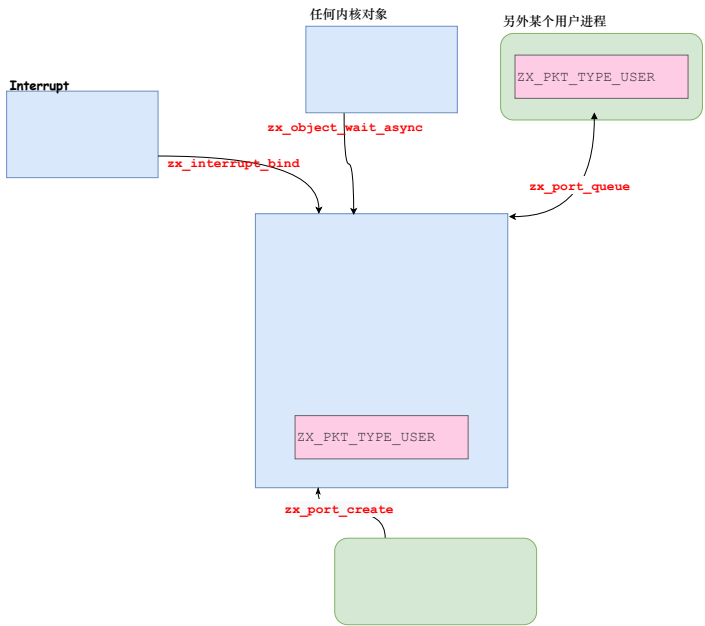 任何内核对象
另外某个用户进程
ZX_PKT_TYPE_USER
Interrupt
zx_object_wait_async
zx_interrupt_bind
zx_port_queue
ZX_PKT_TYPE_USER
zx_port_create